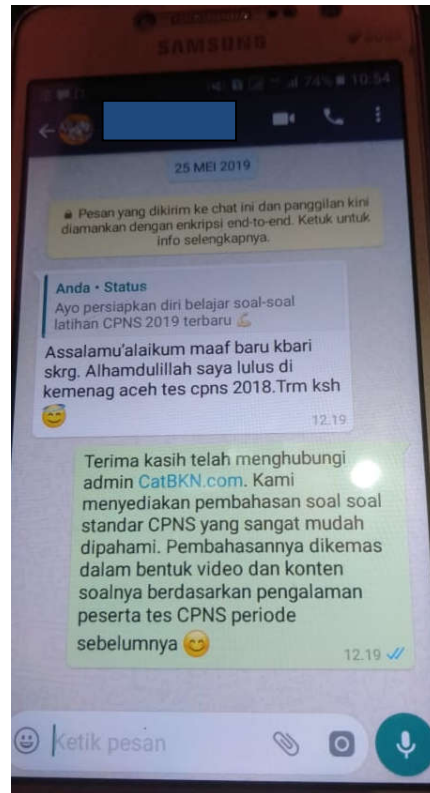 SAMSUNG
74% 10.54
25 MEI 2019
Pesan yang dikirim ke chat ini dan panggilan kini
diamankan dengan enkripsi end-to-end. Ketuk untuk
info selengkapnya.
Anda • Status
Ayo persiapkan diri belajar soal-soal
latihan CPNS 2019 terbaru 💪
Assalamu'alaikum maaf baru kbari
skrg. Alhamdulillah saya lulus di
kemenag aceh tes cpns 2018.Trm ksh
😇
12.19
Terima kasih telah menghubungi
admin CatBKN.com. Kami
menyediakan pembahasan soal soal
standar CPNS yang sangat mudah
dipahami. Pembahasannya dikemas
dalam bentuk video dan konten
soalnya berdasarkan pengalaman
peserta tes CPNS periode
sebelumnya 😊
12.19
Ketik pesan